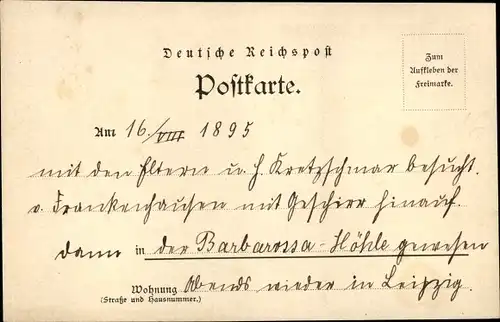 Deutsche Reichspost
Postkarte.
Zum
Aufkleben der
Freimarke.
Am 16./VIII 1895
mit den Eltern u. H. Kretzschmar besucht.
v. Frankenhausen mit Geschirr hinauf.
dann in der Barbarossa-Höhle gewesen
Wohnung Abends wieder in Leipzig.
(Straße und Hausnummer.)